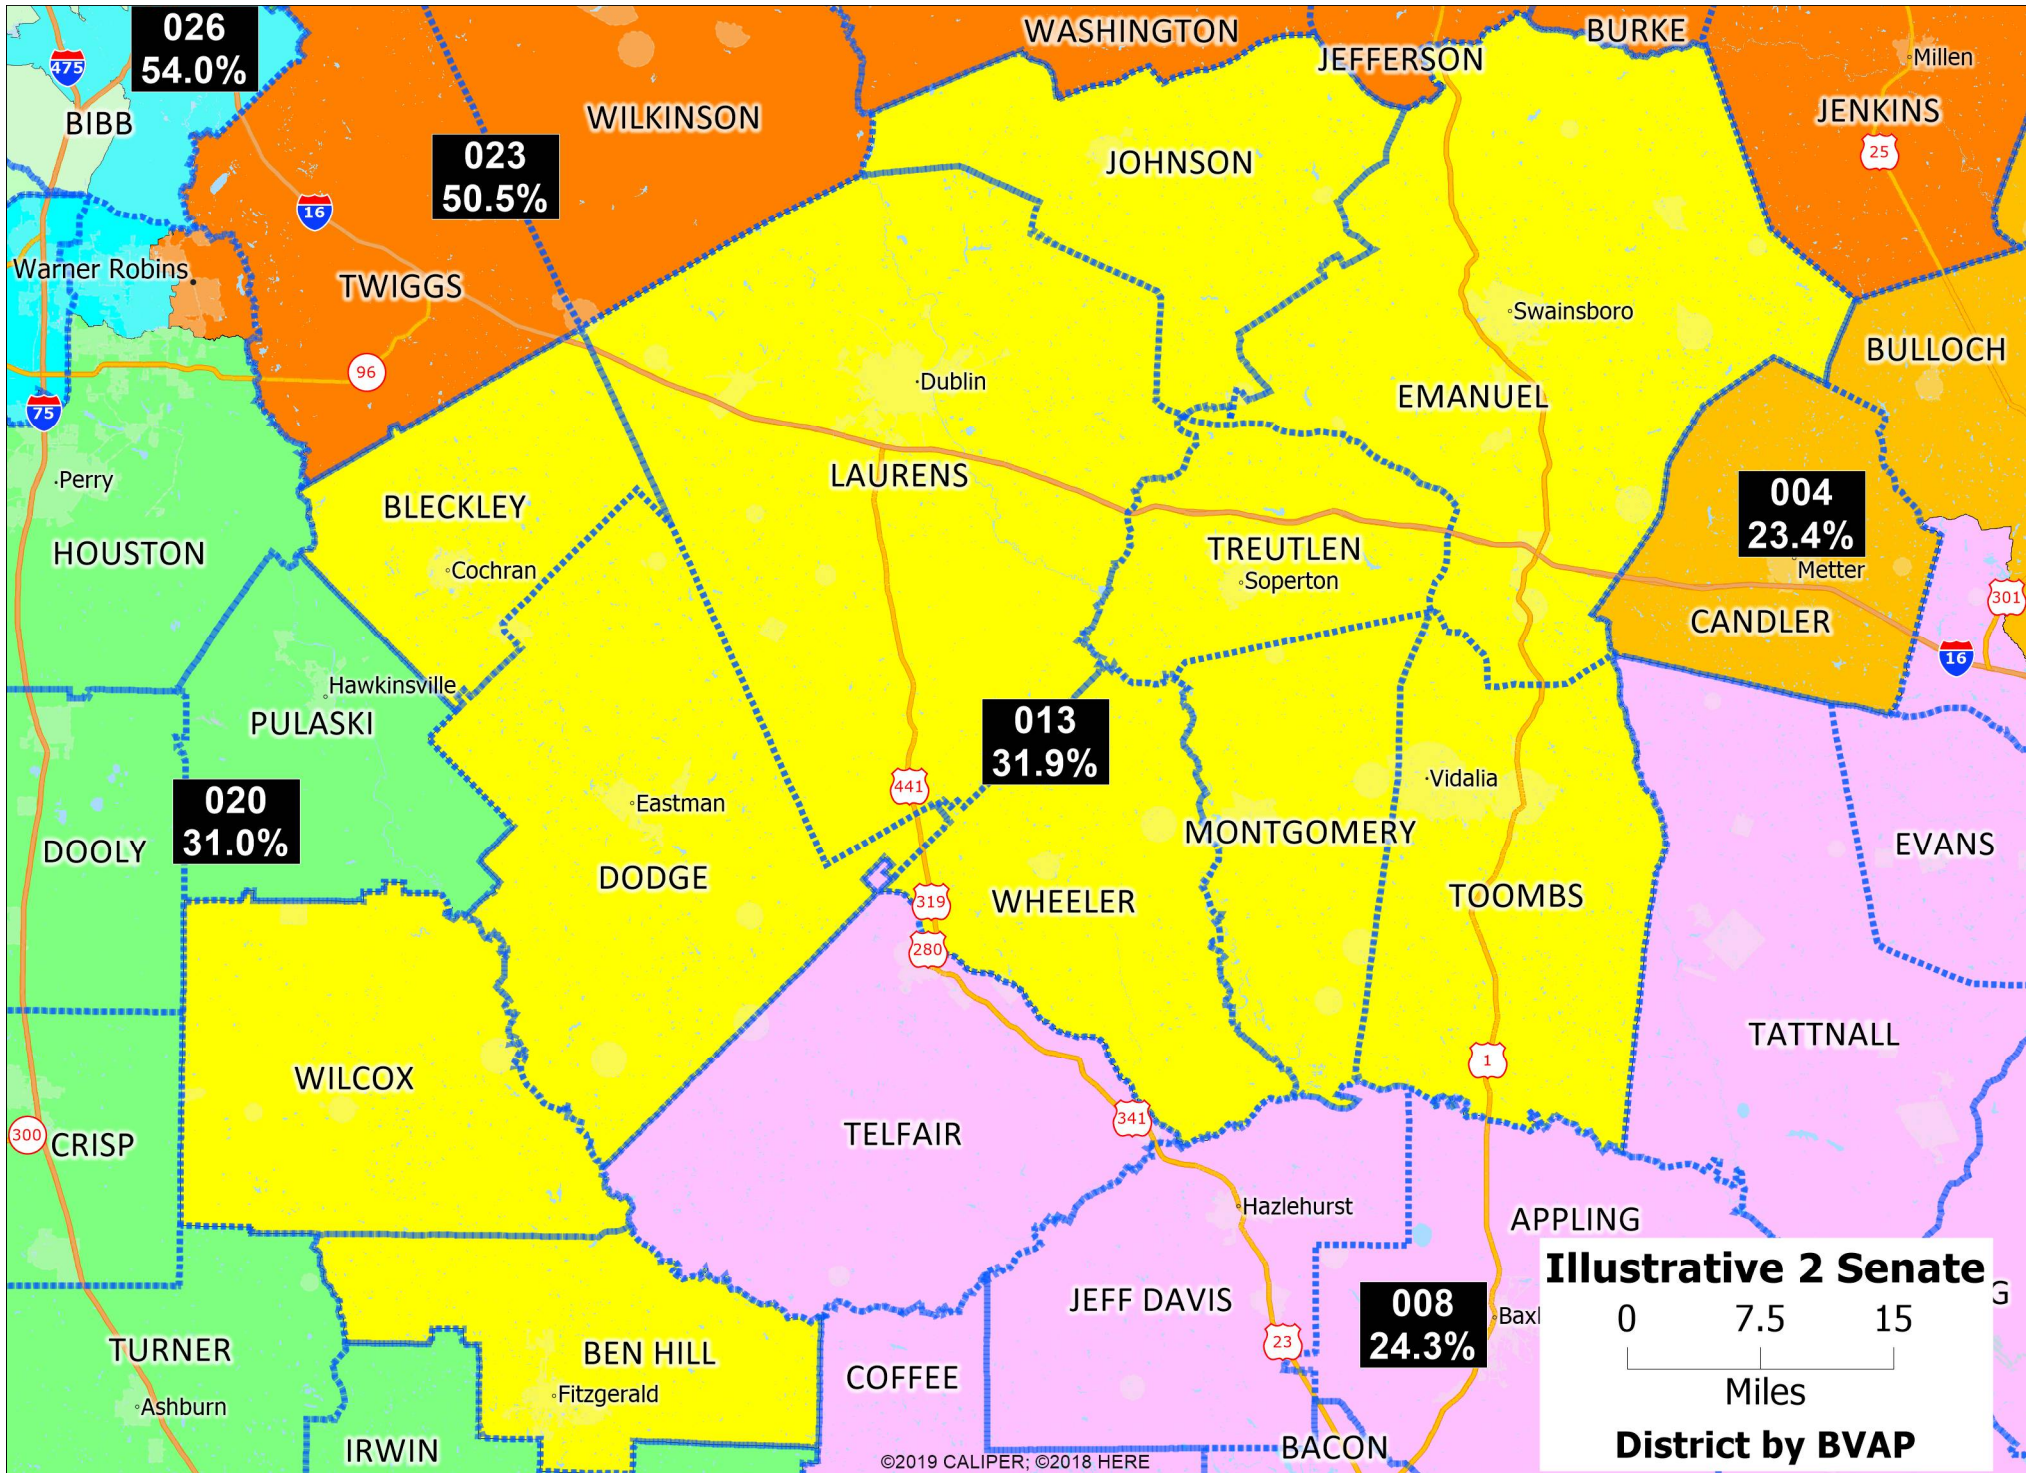 026
54.0%
WASHINGTON
BURKE
475
JEFFERSON
Millen
BIBB
WILKINSON
JENKINS
023
50.5%
JOHNSON
25
16
Warner Robins
TWIGGS
Swainsboro
BULLOCH
96
Dublin
EMANUEL
75
Perry
LAURENS
004
23.4%
BLECKLEY
HOUSTON
TREUTLEN
Cochran
Soperton
Metter
301
CANDLER
16
Hawkinsville
PULASKI
013
31.9%
Vidalia
441
Eastman
020
31.0%
MONTGOMERY
DOOLY
EVANS
DODGE
WHEELER
TOOMBS
319
280
TATTNALL
1
WILCOX
341
TELFAIR
300
CRISP
Hazlehurst
APPLING
Illustrative 2 Senate
G
JEFF DAVIS
008
24.3%
Baxl
0 7.5 15
23
TURNER
BEN HILL
COFFEE
Fitzgerald
Miles
Ashburn
IRWIN
BACON
District by BVAP
©2019 CALIPER; ©2018 HERE